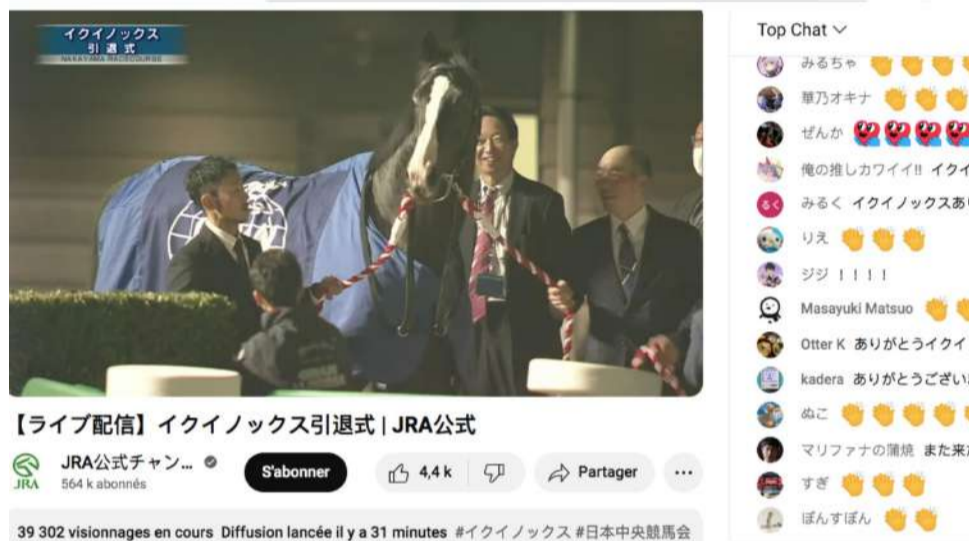 イクイノックス
引退式
NAKAYAMA RACECOURSE
【ライブ配信】イクイノックス引退式 | JRA公式
JRA
JRA公式チャン...
564 k abonnés
S'abonner
4,4 k
Partager
39 302 visionnages en cours Diffusion lancée il y a 31 minutes #イクイノックス #日本中央競馬会
Top Chat
みるちゃ
華乃オキナ
ぜんか
俺の推しカワイイ!! イクイ
るく
みるく イクイノックスあり
りえ
ジジ ！！！！
Masayuki Matsuo
Otter K ありがとうイクイ
kadera ありがとうござい
ぬこ
マリファナの蒲焼 また来
すぎ
ぽんすぽん